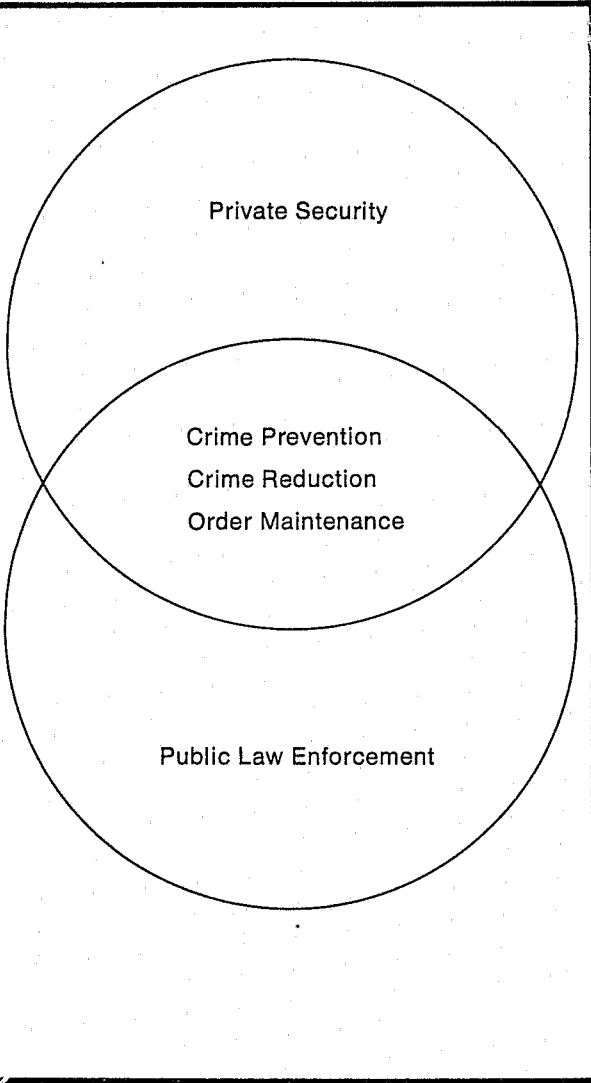 Private Security
Crime Prevention
Crime Reduction
Order Maintenance
Public Law Enforcement